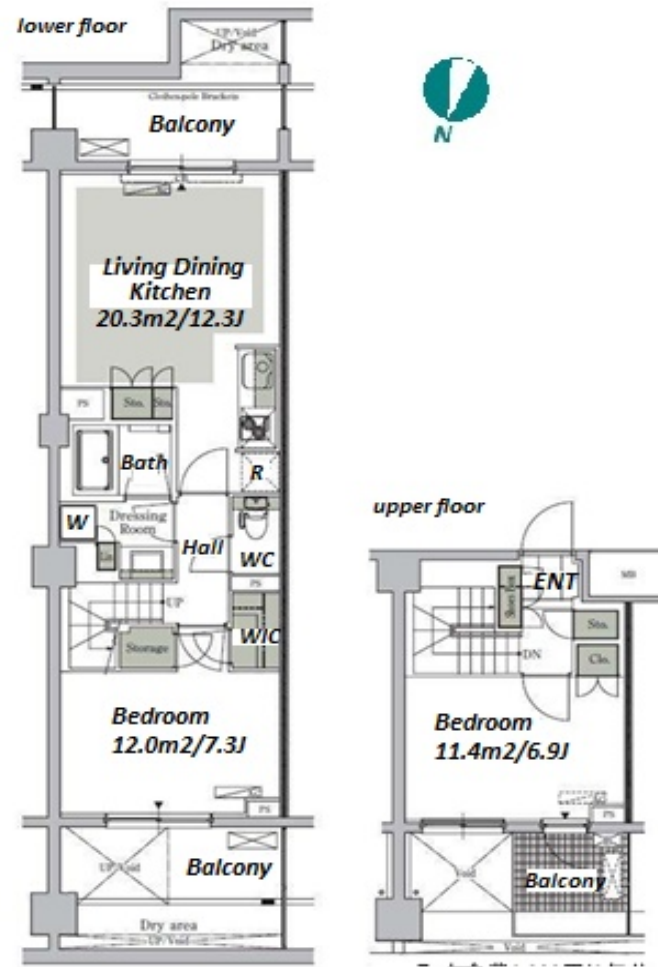 lower floor
UP/Void
Dry area
Clothespole Brackets
Balcony
N
Living Dining
Kitchen
20.3m2/12.3J
PS
Sto.
Sto.
Bath
R
W
Dressing
Room
Hall
WC
PS
UP
WIC
Storage
Bedroom
12.0m2/7.3J
PS
UP/Void
Balcony
Dry area
UP/Void
upper floor
ENT
MB
Sto.
DN
Clo.
Bedroom
11.4m2/6.9J
PS
Void
Balcony
Void